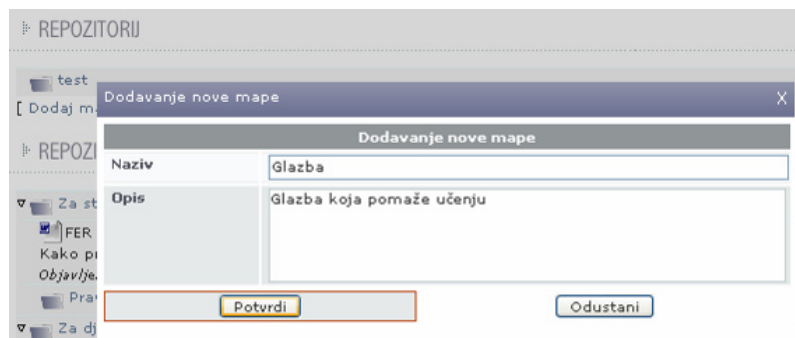 REPOZITORIJ
test
Dodavanje nove mape X
[ Dodaj m
Dodavanje nove mape
REPOZI
Naziv Glazba
Za st Opis Glazba koja pomaže učenju
FER
Kako p
Objavlje.
Pra
Potvrdi Odustani
Za dj